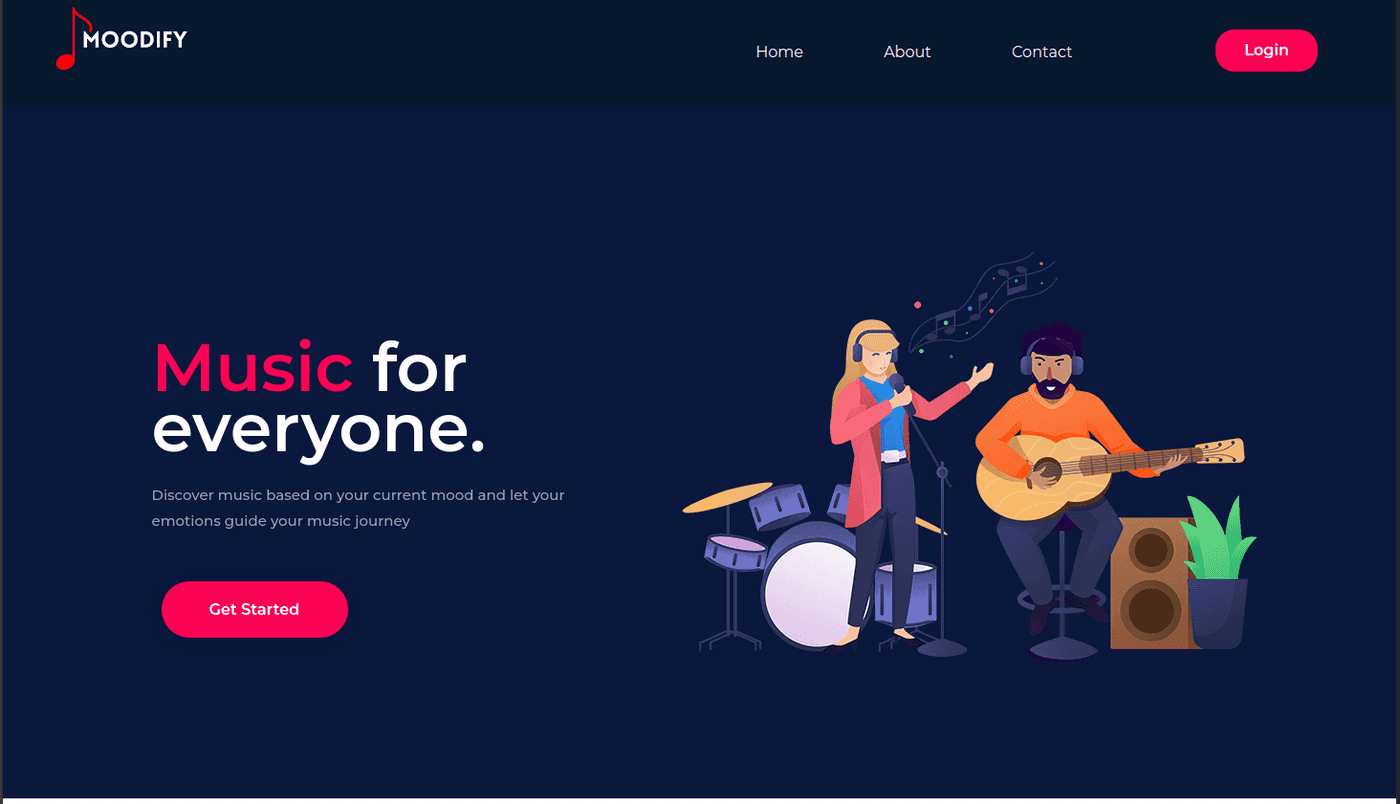 MOODIFY
Home
About
Contact
Login
Music for
everyone.
Discover music based on your current mood and let your
emotions guide your music journey
Get Started